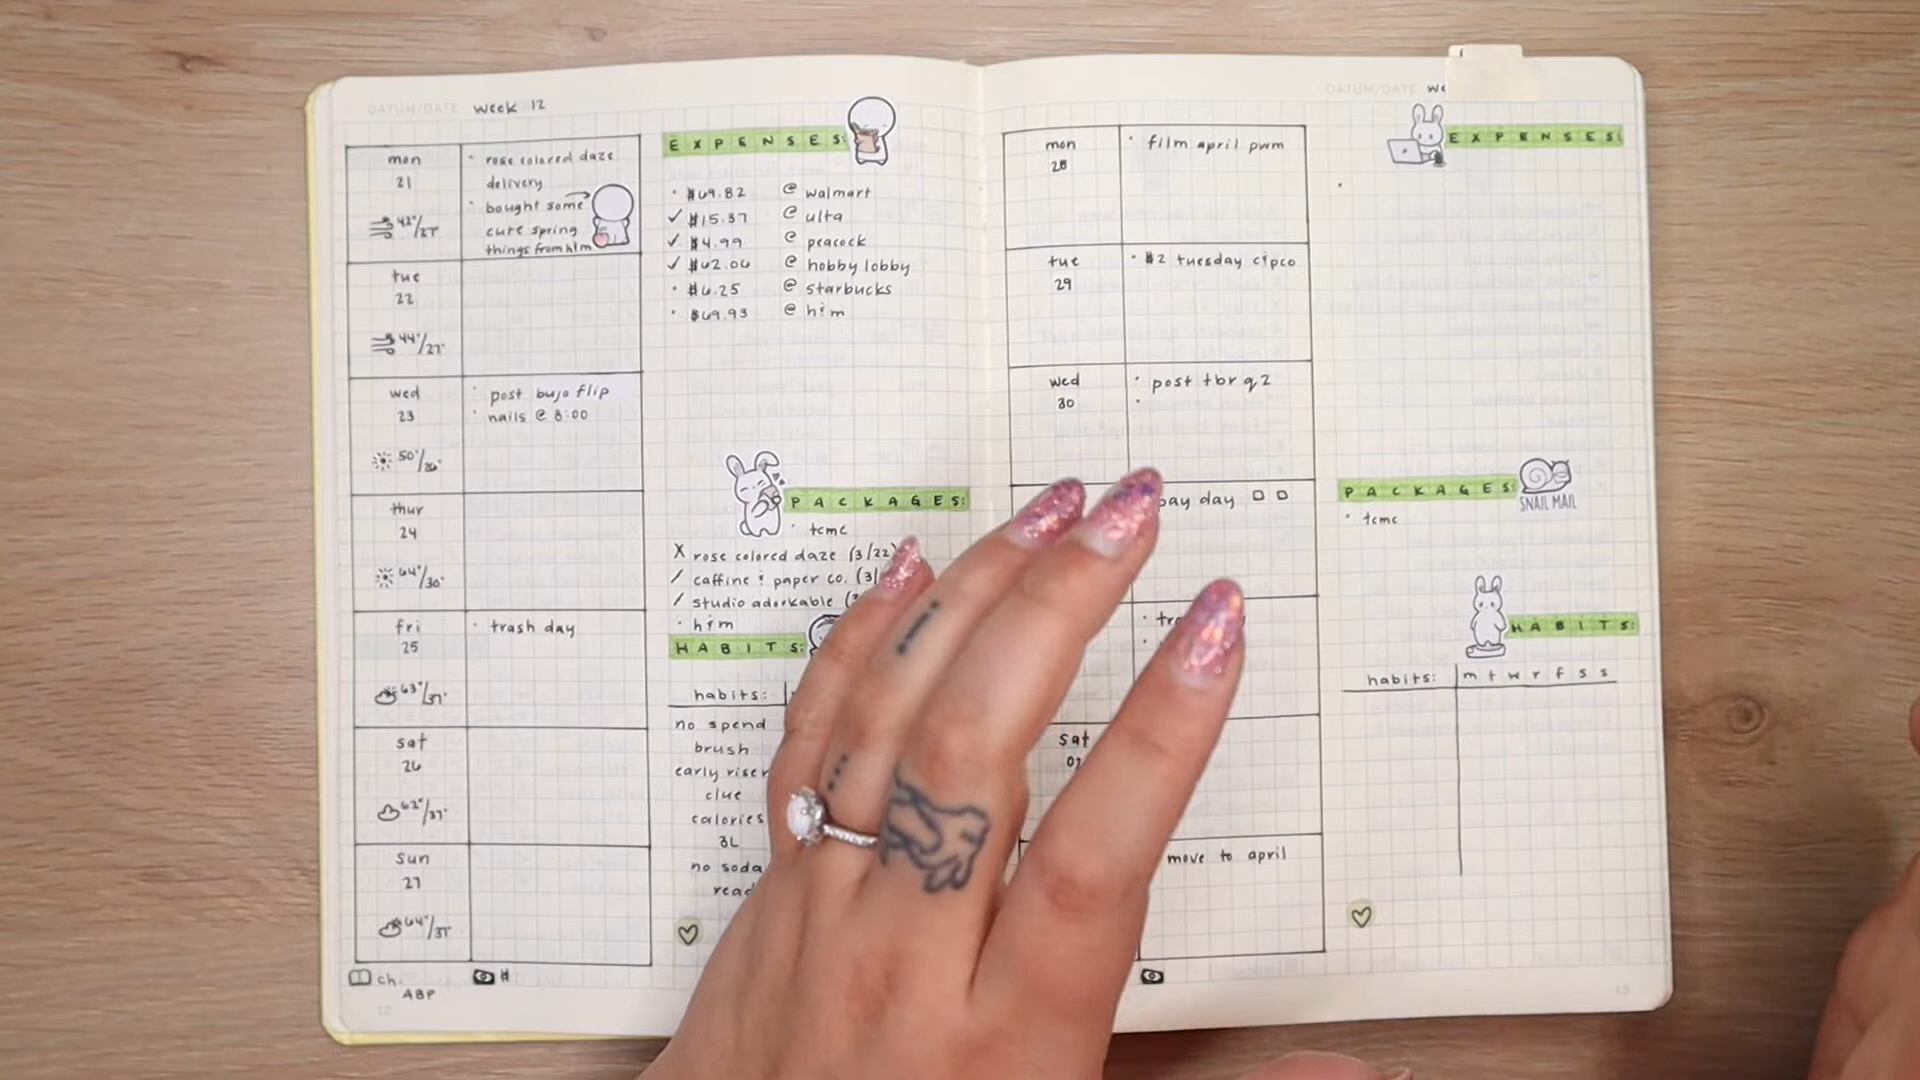 DATUM/DATE week 12
mon
21
42°/27°
• rose colored daze
delivery
• bought some
cute spring
things from h!m
tue
22
44°/27°
wed
23
50°/26°
• post bujo flip
• nails @ 8:00
thur
24
64°/30°
fri
25
63°/37°
• trash day
sat
26
62°/37°
sun
27
64°/37°
ch.
ABP
#
12
EXPENSES:
• $69.82 @ walmart
✓ $15.37 @ ulta
✓ $4.99 @ peacock
✓ $62.06 @ hobby lobby
• $6.25 @ starbucks
• $69.93 @ h!m
PACKAGES:
• tcmc
X rose colored daze (3/22)
/ caffine & paper co. (3/
/ studio adorkable
• h!m
HABITS:
habits:
no spend
brush
early riser
clue
calories
3L
no soda
read
DATUM/DATE
mon
28
• film april pwm
tue
29
• $2 tuesday cipco
wed
30
• post tbr q2
•
pay day □ □
sat
move to april
EXPENSES:
•
PACKAGES:
SNAIL MAIL
• tcmc
HABITS:
habits: m t w r f s s
13